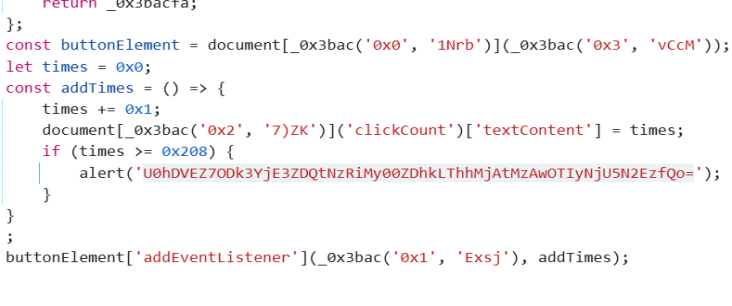 return _0x3bacfa;
};
const buttonElement = document[_0x3bac('0x0', '1Nrb')](_0x3bac('0x3', 'vCcM'));
let times = 0x0;
const addTimes = () => {
times += 0x1;
document[_0x3bac('0x2', '7)ZK')]('clickCount')['textContent'] = times;
if (times >= 0x208) {
alert('U0hDVEZ7ODk3YjE3ZDQtNzRiMy00ZDhkLThhMjAtMzAwOTIyNjU5N2EzfQo=');
}
}
;
buttonElement['addEventListener'](_0x3bac('0x1', 'Exsj'), addTimes);